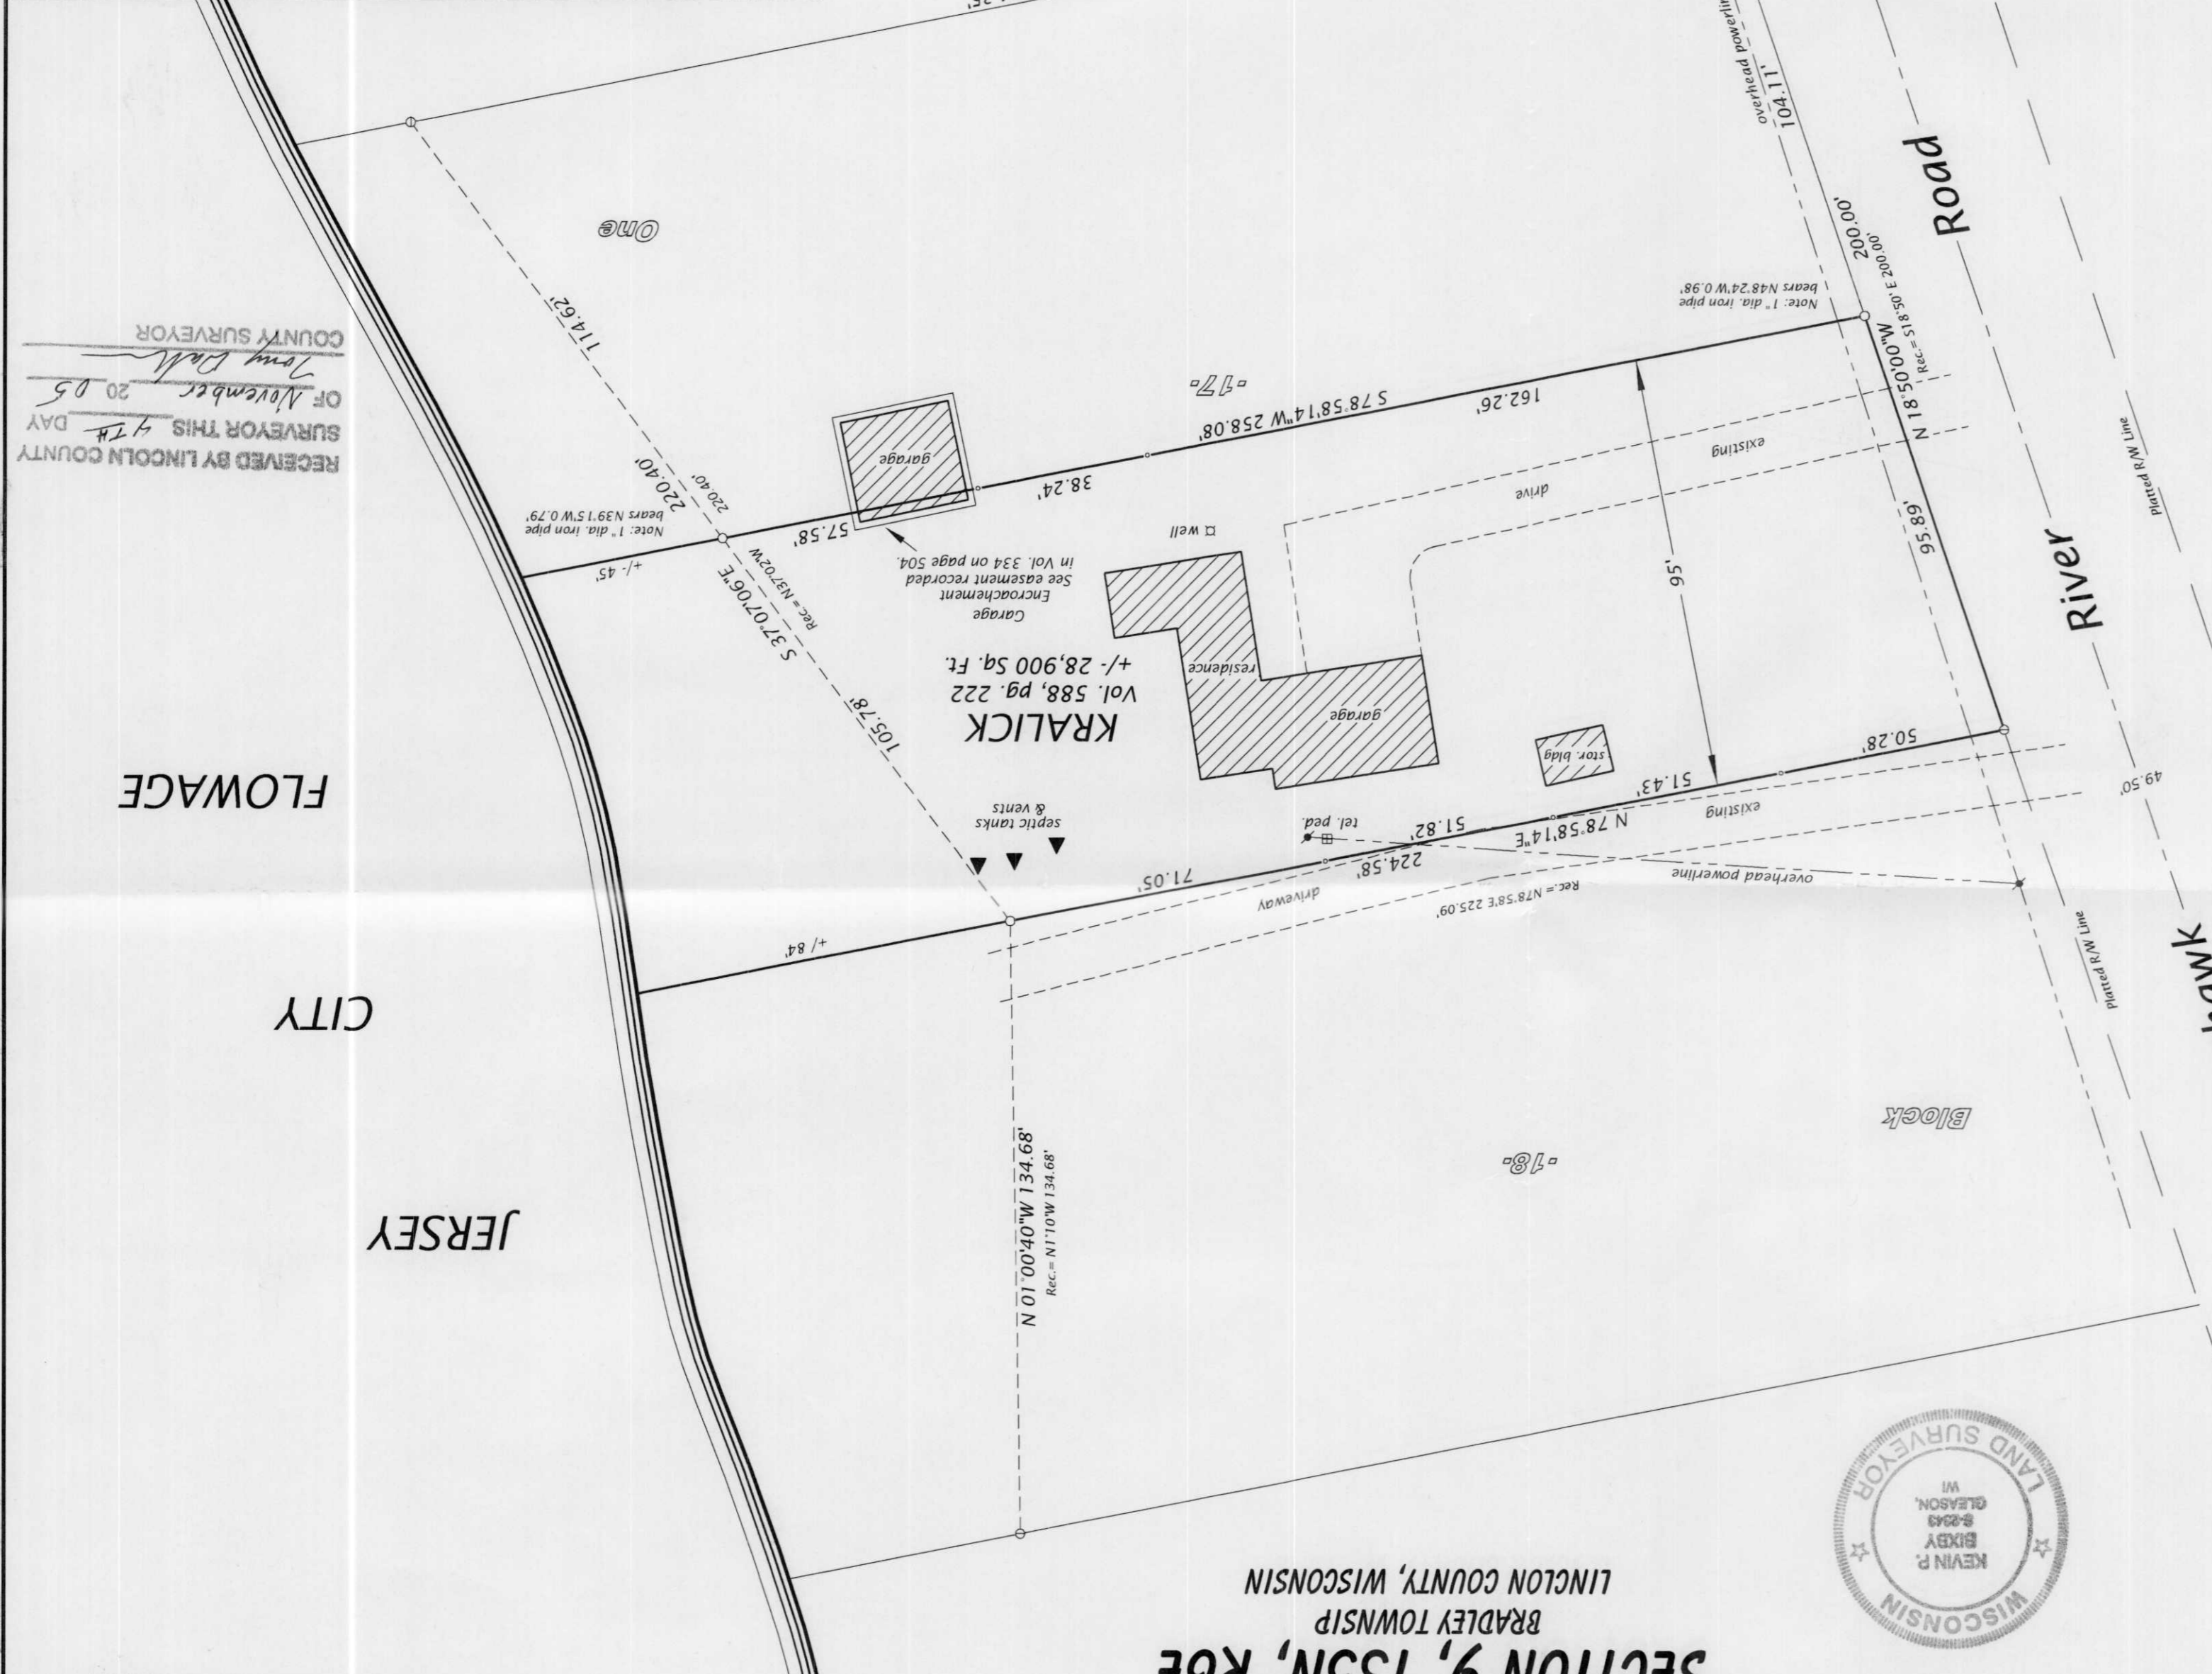 SECTION 9, T35N, R6E
BRADLEY TOWNSIP
LINCLON COUNTY, WISCONSIN
WISCONSIN
KEVIN P.
BIXBY
S-2343
GLEASON,
WI
LAND SURVEYOR
JERSEY
CITY
FLOWAGE
N 01°00'40"W 134.68'
Rec.= N1°10'W 134.68'
-18-
Block
Platted R/W Line
+/ 84'
Rec.= N78°58'E 225.09'
overhead powerline
driveway
existing
49.50'
71.05'
224.58'
51.82'
N 78°58'14"E
51.43'
50.28'
tel. ped.
septic tanks
& vents
stor. bldg
garage
residence
KRALICK
Vol. 588, pg. 222
+/- 28,900 Sq. Ft.
105.78'
S 37°07'06"E
Rec.= N37°02'W
220.40'
220.40'
Garage
Encroachement
See easement recorded
in Vol. 334 on page 504.
well
95'
95.89'
River
Road
Platted R/W Line
drive
existing
+/- 45'
57.58'
38.24'
S 78°58'14"W 258.08'
162.26'
Note: 1" dia. iron pipe
bears N39°15'W 0.79'
garage
-17-
Note: 1" dia. iron pipe
bears N48°24'W 0.98'
N 18°50'00"W
200.00'
Rec.= S18°50' E 200.00'
104.11'
overhead powerlin
114.62'
One
RECEIVED BY LINCOLN COUNTY
SURVEYOR THIS 4TH DAY
OF November 20 05
COUNTY SURVEYOR